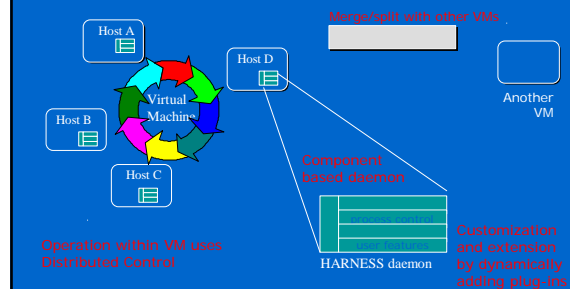 Merge/split with other VMs
Host A
Host D
Virtual
Machine
Another
VM
Host B
Host C
Component
based daemon
process control
user features
HARNESS daemon
Operation within VM uses
Distributed Control
Customization
and extension
by dynamically
adding plug-ins